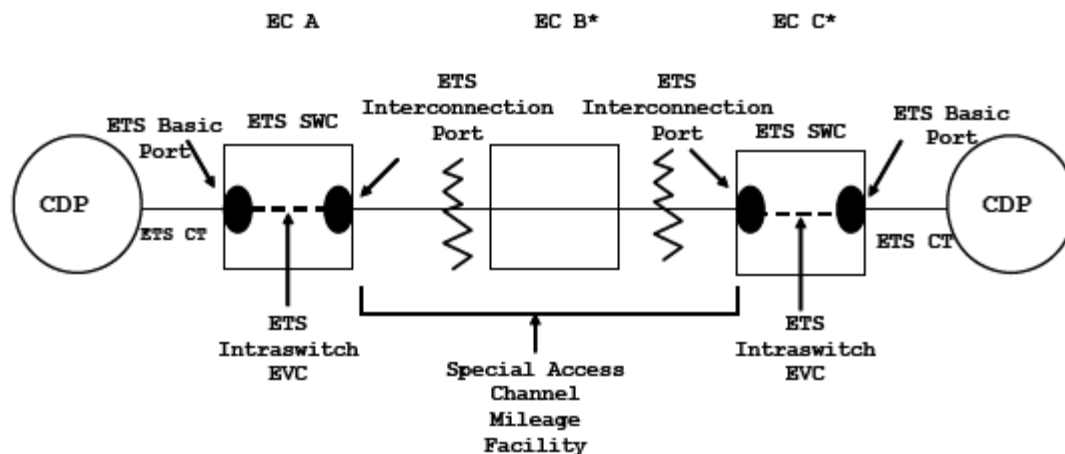 EC A
EC B*
EC C*
ETS
Interconnection
Port
ETS
Interconnection
Port
ETS Basic
Port
ETS SWC
ETS SWC
ETS Basic
Port
CDP
CDP
ETS CT
ETS CT
ETS
Intraswitch
EVC
ETS
Intraswitch
EVC
Special Access
Channel
Mileage
Facility